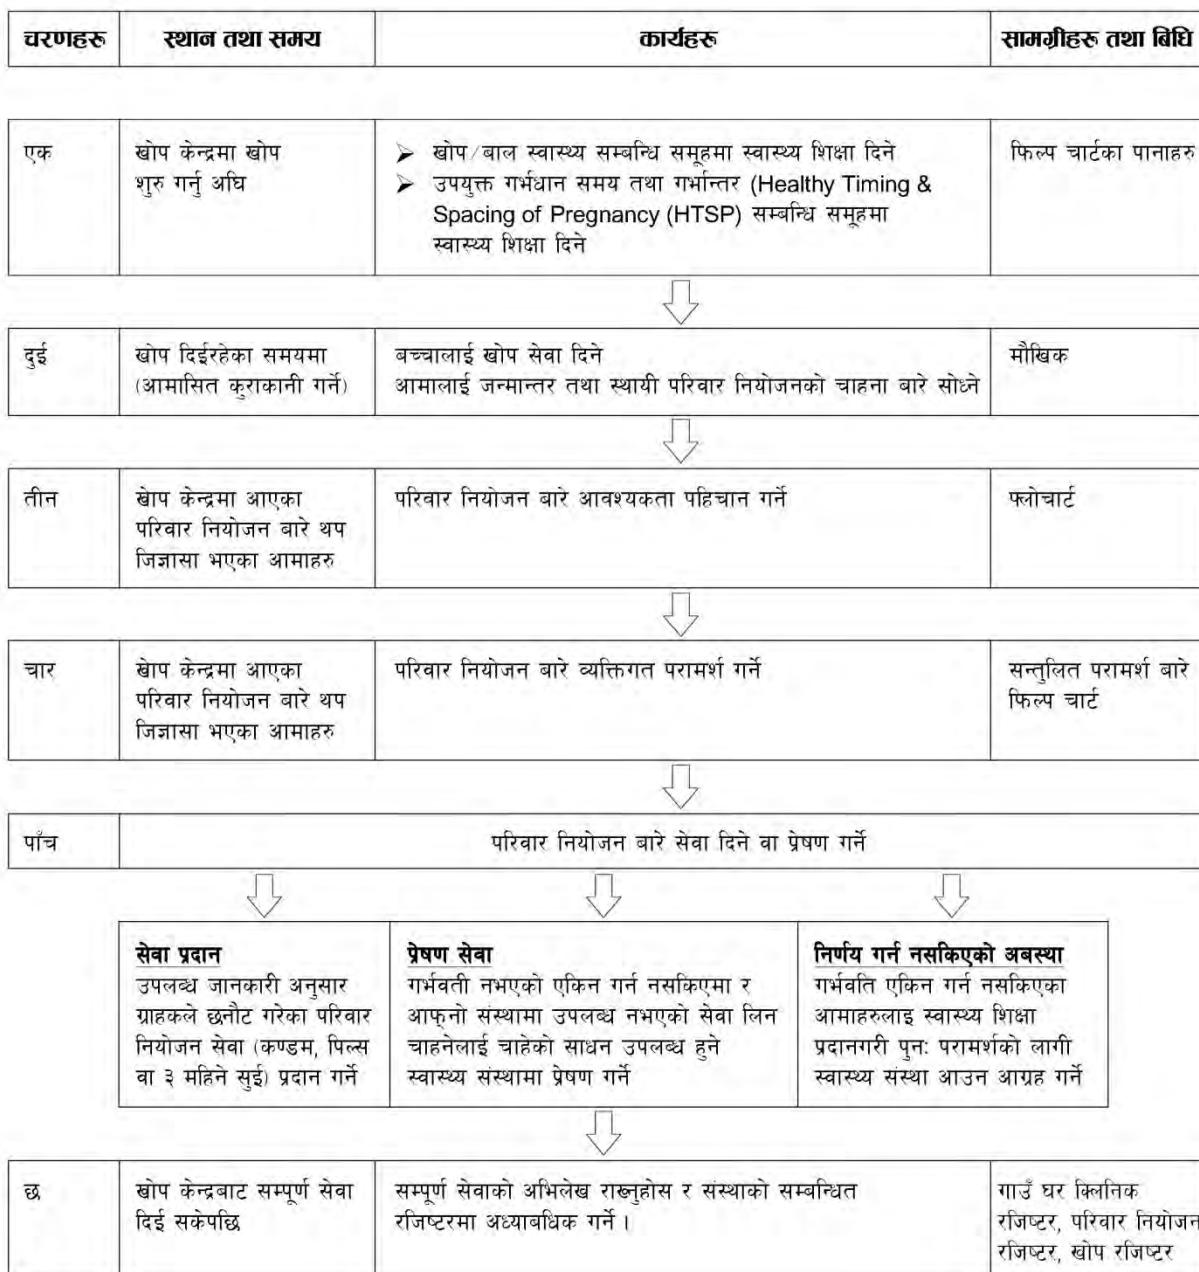 चरणहरु
स्थान तथा समय
कार्यहरु
सामग्रीहरु तथा बिधि
एक
खोप केन्द्रमा खोप
शुरु गर्नु अघि
➢ खोप/बाल स्वास्थ्य सम्बन्धि समूहमा स्वास्थ्य शिक्षा दिने
➢ उपयुक्त गर्भधान समय तथा गर्भान्तर (Healthy Timing &
Spacing of Pregnancy (HTSP) सम्बन्धि समूहमा
स्वास्थ्य शिक्षा दिने
फिल्प चार्टका पानाहरु
दुई
खोप दिईरहेका समयमा
(आमासित कुराकानी गर्ने)
बच्चालाई खोप सेवा दिने
आमालाई जन्मान्तर तथा स्थायी परिवार नियोजनको चाहना बारे सोध्ने
मौखिक
तीन
खेाप केन्द्रमा आएका
परिवार नियोजन बारे थप
जिज्ञासा भएका आमाहरु
परिवार नियोजन बारे आवश्यकता पहिचान गर्ने
फ्लोचार्ट
चार
खेाप केन्द्रमा आएका
परिवार नियोजन बारे थप
जिज्ञासा भएका आमाहरु
परिवार नियोजन बारे व्यक्तिगत परामर्श गर्ने
सन्तुलित परामर्श बारे
फिल्प चार्ट
पाँच
परिवार नियोजन बारे सेवा दिने वा प्रेषण गर्ने
सेवा प्रदान
उपलब्ध जानकारी अनुसार
ग्राहकले छनौट गरेका परिवार
नियोजन सेवा (कण्डम, पिल्स
वा ३ महिने सुई) प्रदान गर्ने
प्रेषण सेवा
गर्भवती नभएको एकिन गर्न नसकिएमा र
आफ्नो संस्थामा उपलब्ध नभएको सेवा लिन
चाहनेलाई चाहेको साधन उपलब्ध हुने
स्वास्थ्य संस्थामा प्रेषण गर्ने
निर्णय गर्न नसकिएको अबस्था
गर्भवति एकिन गर्न नसकिएका
आमाहरुलाइ स्वास्थ्य शिक्षा
प्रदानगरी पुन: परामर्शको लागी
स्वास्थ्य संस्था आउन आग्रह गर्ने
छ
खोप केन्द्रबाट सम्पूर्ण सेवा
दिई सकेपछि
सम्पूर्ण सेवाको अभिलेख राख्नुहोस र संस्थाको सम्बन्धित
रजिष्टरमा अध्याबधिक गर्ने ।
गाउँ घर क्लिनिक
रजिष्टर, परिवार नियोजन
रजिष्टर, खोप रजिष्टर